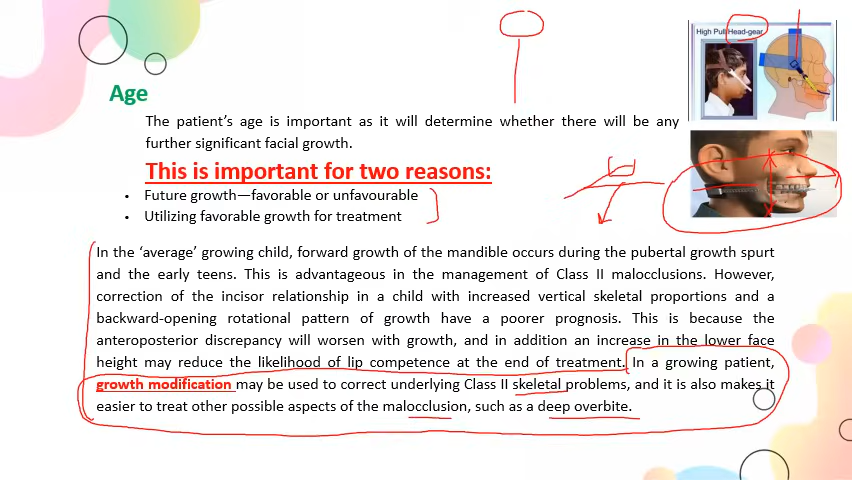 High Pull Head-gear
Age
The patient's age is important as it will determine whether there will be any
further significant facial growth.
This is important for two reasons:
• Future growth—favorable or unfavourable
• Utilizing favorable growth for treatment
In the ‘average’ growing child, forward growth of the mandible occurs during the pubertal growth spurt
and the early teens. This is advantageous in the management of Class II malocclusions. However,
correction of the incisor relationship in a child with increased vertical skeletal proportions and a
backward-opening rotational pattern of growth have a poorer prognosis. This is because the
anteroposterior discrepancy will worsen with growth, and in addition an increase in the lower face
height may reduce the likelihood of lip competence at the end of treatment. In a growing patient,
growth modification may be used to correct underlying Class II skeletal problems, and it is also makes it
easier to treat other possible aspects of the malocclusion, such as a deep overbite.